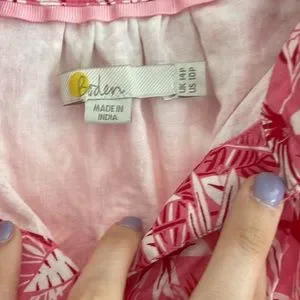 Boden
UK 14P
US 10P
MADE IN
INDIA